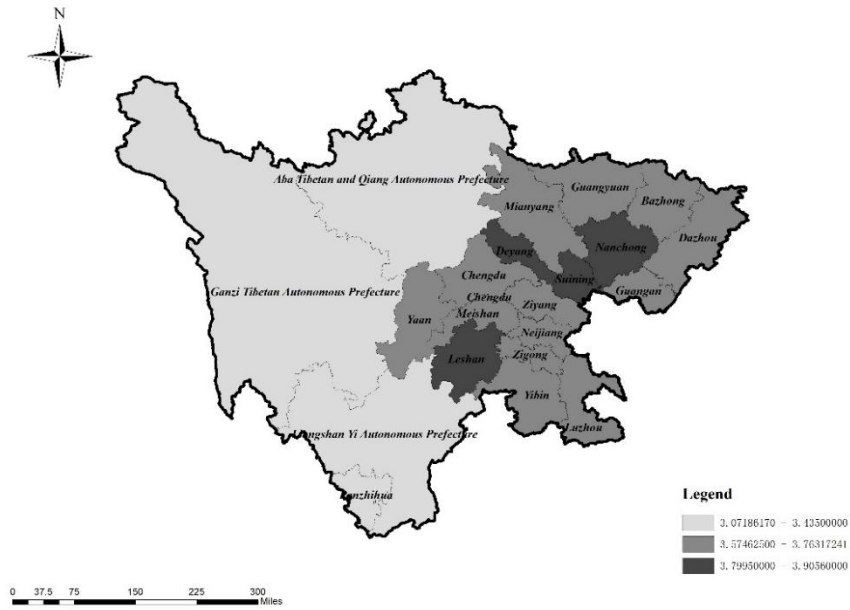 N
Aba Tibetan and Qiang Autonomous Prefecture
Guangyuan
Bazhong
Mianyang
Dazhou
Nanchong
Deyang
Chengdu
Suining
Ganzi Tibetan Autonomous Prefecture
Guangan
Chengdu
Ziyang
Yaan
Meishan
Neijiang
Leshan
Zigong
Yibin
Luzhou
Liangshan Yi Autonomous Prefecture
Panzhihua
Legend
3.07186170 - 3.43500000
3.57462500 - 3.76317241
3.79950000 - 3.90560000
0 37.5 75 150 225 300
Miles